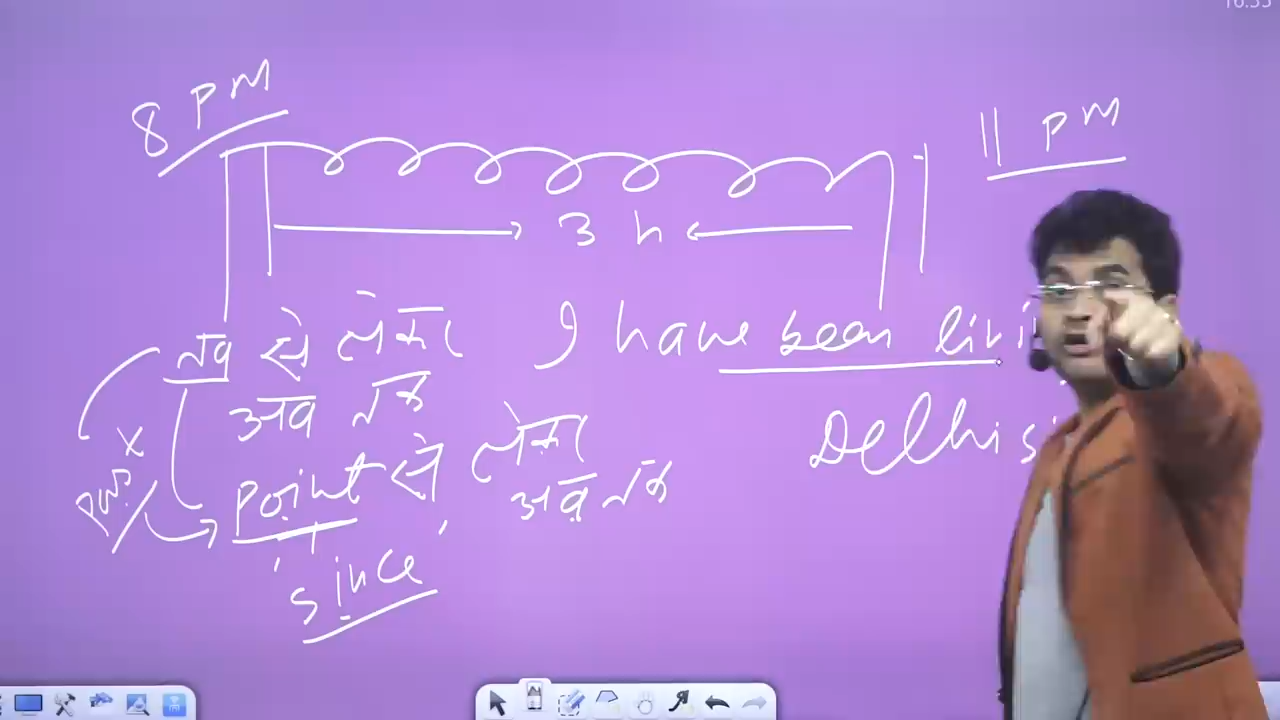 8 PM
11 PM
3 h
तब से लेकर
अब तक
I have been livi
Delhi si
x
point से लेकर
अब तक
'since'